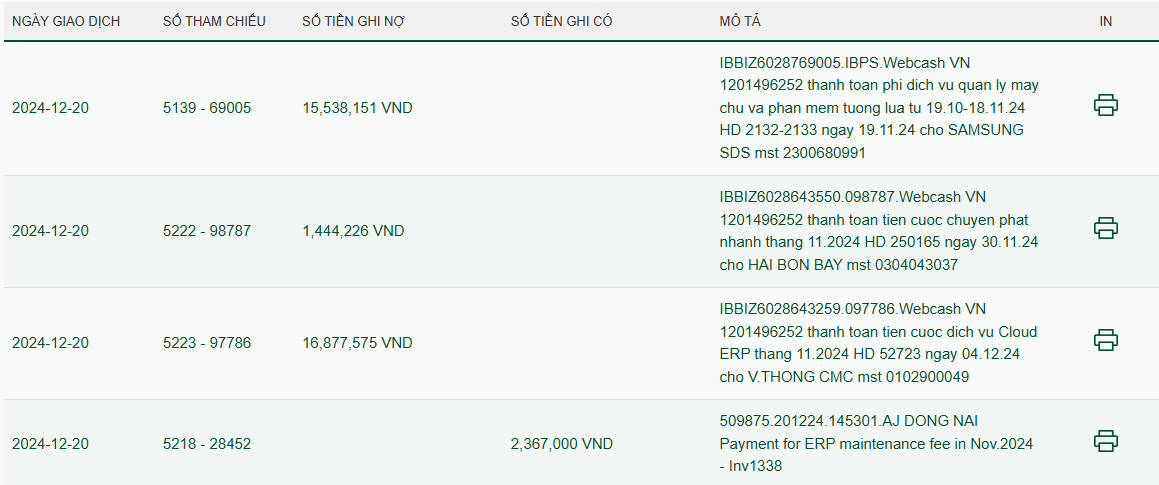 NGÀY GIAO DỊCH SỐ THAM CHIẾU SỐ TIỀN GHI NỢ SỐ TIỀN GHI CÓ MÔ TẢ IN
2024-12-20 5139 - 69005 15,538,151 VND
IBBIZ6028769005.IBPS.Webcash VN
1201496252 thanh toan phi dich vu quan ly may
chu va phan mem tuong lua tu 19.10-18.11.24
HD 2132-2133 ngay 19.11.24 cho SAMSUNG
SDS mst 2300680991
2024-12-20 5222 - 98787 1,444,226 VND
IBBIZ6028643550.098787.Webcash VN
1201496252 thanh toan tien cuoc chuyen phat
nhanh thang 11.2024 HD 250165 ngay 30.11.24
cho HAI BON BAY mst 0304043037
2024-12-20 5223 - 97786 16,877,575 VND
IBBIZ6028643259.097786.Webcash VN
1201496252 thanh toan tien cuoc dich vu Cloud
ERP thang 11.2024 HD 52723 ngay 04.12.24
cho V.THONG CMC mst 0102900049
2024-12-20 5218 - 28452 2,367,000 VND
509875.201224.145301.AJ DONG NAI
Payment for ERP maintenance fee in Nov.2024
- Inv1338